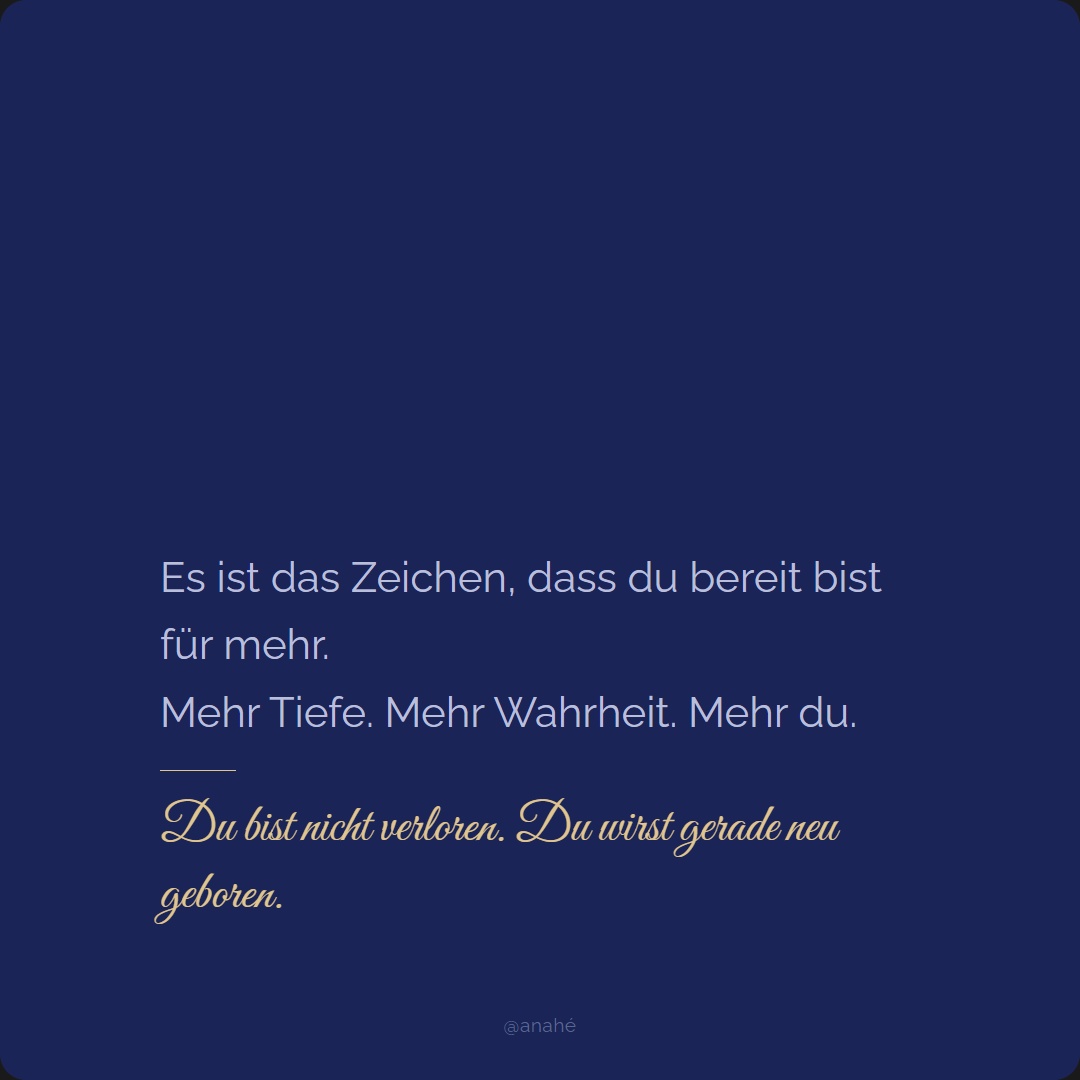 Es ist das Zeichen, dass du bereit bist
für mehr.
Mehr Tiefe. Mehr Wahrheit. Mehr du.
Du bist nicht verloren. Du wirst gerade neu
geboren.
@anahé